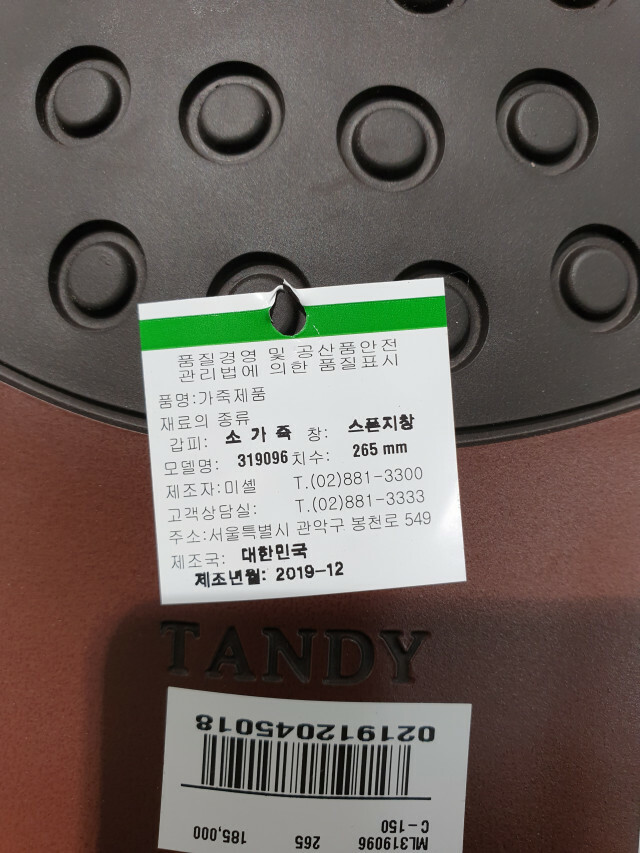 품질경영 및 공산품안전
관리법에 의한 품질표시
품명:가죽제품
재료의 종류
갑피: 소 가 죽 창: 스폰지창
모델명: 319096 치수: 265 mm
제조자:미셸 T.(02)881-3300
고객상담실: T.(02)881-3333
주소:서울특별시 관악구 봉천로 549
제조국: 대한민국
제조년월: 2019-12
TANDY
021912045018
ML319096 265 185,000
C-150